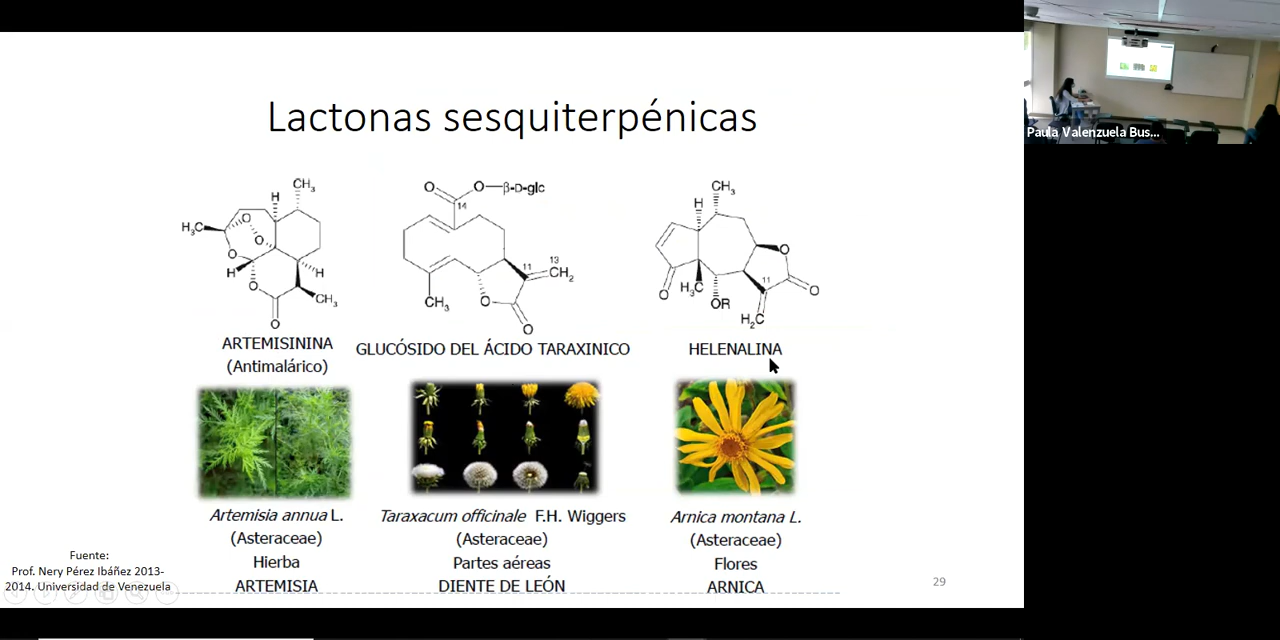 Lactonas sesquiterpénicas
CH3
H
H3C
O
O
O
H
H
O
CH3
O
ARTEMISININA
(Antimalárico)
O
O—β-D-glc
14
11
13
CH2
CH3
O
O
GLUCÓSIDO DEL ÁCIDO TARAXINICO
CH3
H
O
O
H3C
OR
11
O
H2C
HELENALINA
Artemisia annua L.
(Asteraceae)
Hierba
ARTEMISIA
Taraxacum officinale F.H. Wiggers
(Asteraceae)
Partes aéreas
DIENTE DE LEÓN
Arnica montana L.
(Asteraceae)
Flores
ARNICA
Fuente:
Prof. Nery Pérez Ibáñez 2013-
2014. Universidad de Venezuela
29
Paula Valenzuela Bus...